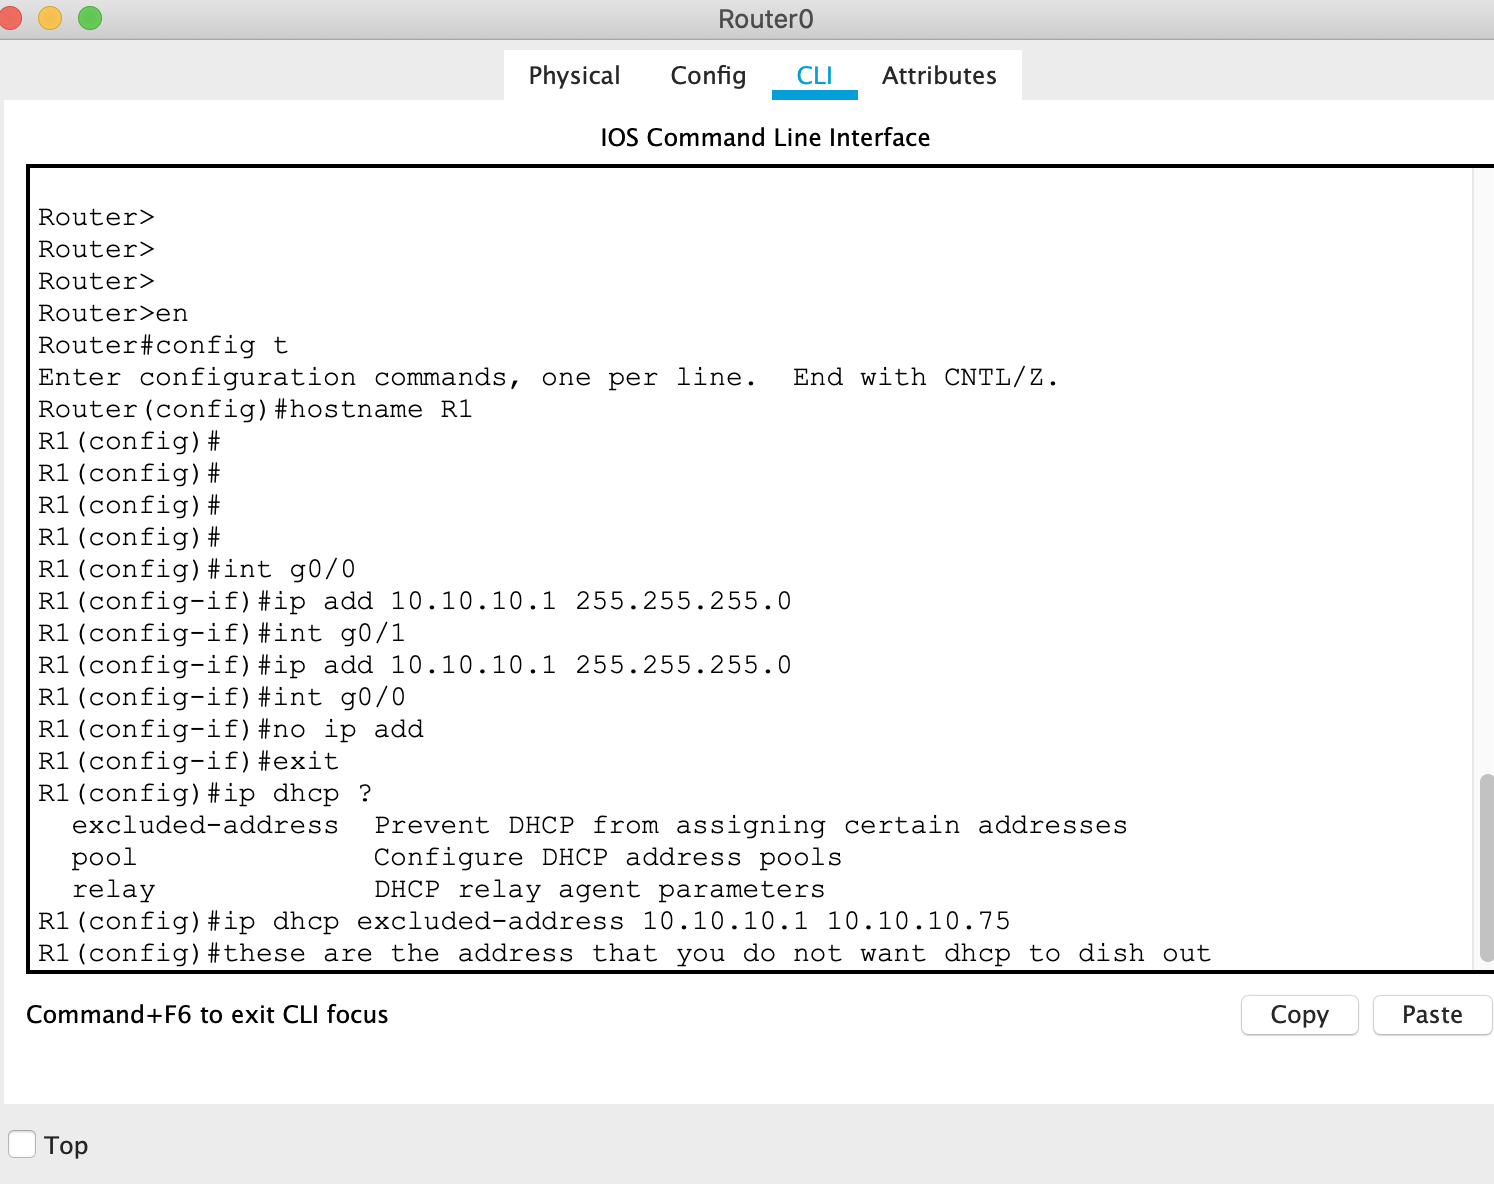 Router0
Physical Config CLI Attributes
IOS Command Line Interface
Router>
Router>
Router>
Router>en
Router#config t
Enter configuration commands, one per line.  End with CNTL/Z.
Router(config)#hostname R1
R1(config)#
R1(config)#
R1(config)#
R1(config)#
R1(config)#int g0/0
R1(config-if)#ip add 10.10.10.1 255.255.255.0
R1(config-if)#int g0/1
R1(config-if)#ip add 10.10.10.1 255.255.255.0
R1(config-if)#int g0/0
R1(config-if)#no ip add
R1(config-if)#exit
R1(config)#ip dhcp ?
  excluded-address  Prevent DHCP from assigning certain addresses
  pool              Configure DHCP address pools
  relay             DHCP relay agent parameters
R1(config)#ip dhcp excluded-address 10.10.10.1 10.10.10.75
R1(config)#these are the address that you do not want dhcp to dish out
Command+F6 to exit CLI focus Copy Paste
Top